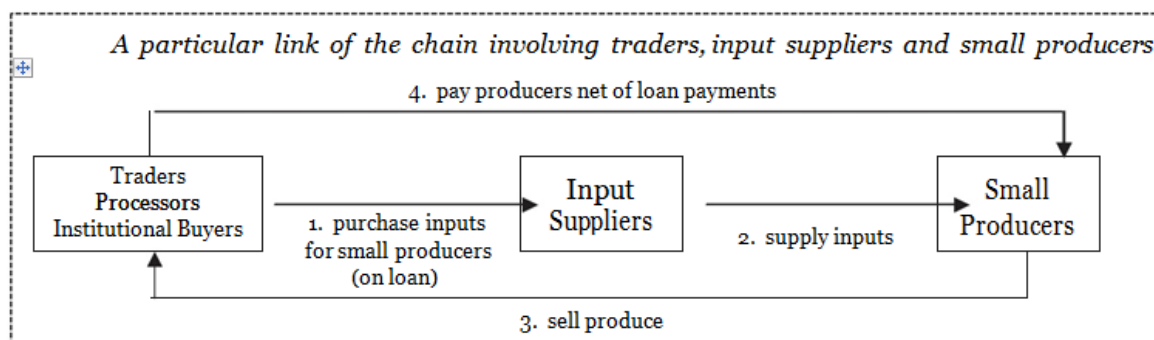 A particular link of the chain involving traders, input suppliers and small producers
4. pay producers net of loan payments
Traders
Processors
Institutional Buyers
1. purchase inputs
for small producers
(on loan)
Input
Suppliers
2. supply inputs
Small
Producers
3. sell produce